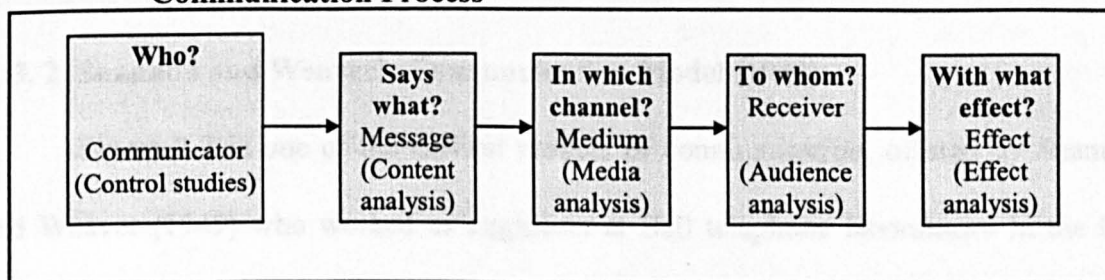 Communication Process
Who?
Communicator
(Control studies)
Says
what?
Message
(Content
analysis)
In which
channel?
Medium
(Media
analysis)
To whom?
Receiver
(Audience
analysis)
With what
effect?
Effect
(Effect
analysis)